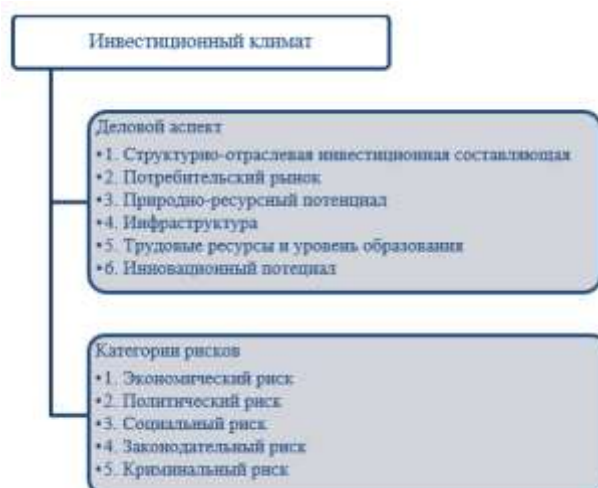 Инвестиционный климат
Деловой аспект
•1. Структурно-отраслевая инвестиционная составляющая
•2. Потребительский рынок
•3. Природно-ресурсный потенциал
•4. Инфраструктура
•5. Трудовые ресурсы и уровень образования
•6. Инновационный потециал
Категории рисков
•1. Экономический риск
•2. Политический риск
•3. Социальный риск
•4. Законодательный риск
•5. Криминальный риск